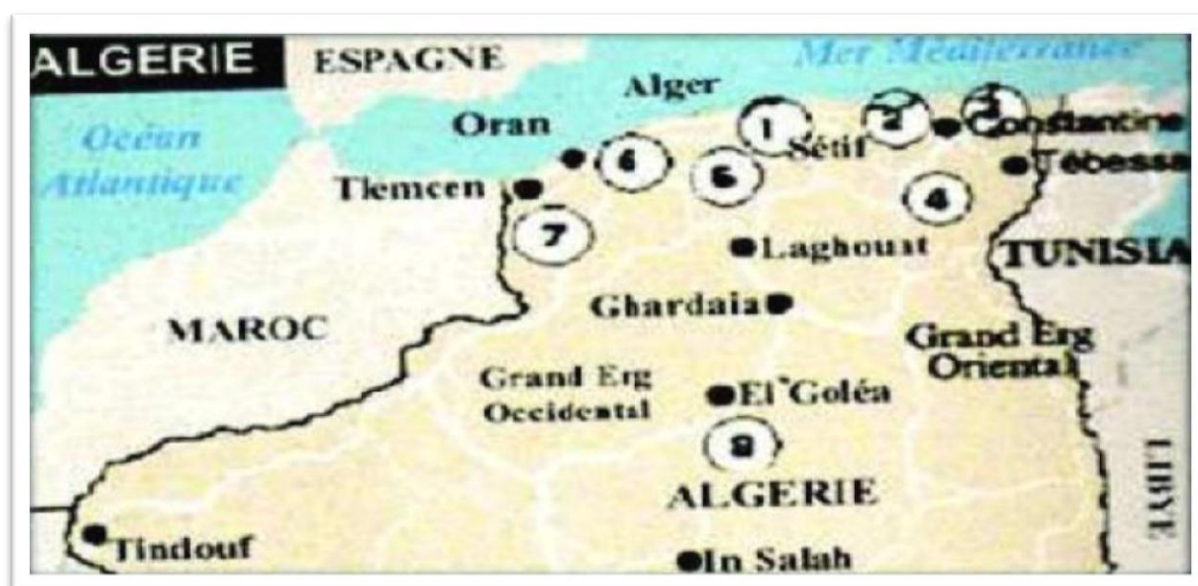 ALGERIE
ESPAGNE
Mer Méditerranée
Alger
Océan
Atlantique
Oran
1
2
3
Constantine
Sétif
6
5
Tébessa
Tlemcen
4
7
Laghouat
TUNISIA
Ghardaia
MAROC
Grand Erg
Oriental
Grand Erg
Occidental
El Goléa
8
LIBYE
ALGERIE
Tindouf
In Salah